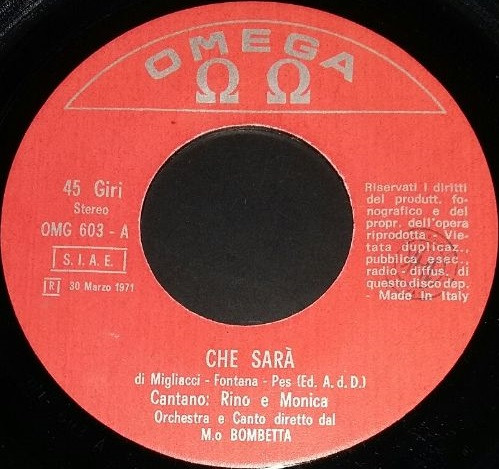 OMEGA
Ω Ω
45 Giri
Stereo
OMG 603 - A
S.I.A.E.
R 30 Marzo 1971
Riservati i diritti
del produtt. fo-
nografico e del
propr. dell'opera
riprodotta Vie-
tata duplicaz.,
pubblica esec.,
radio diffus. di
questo disco dep.
- Made in Italy
CHE SARÀ
di Migliacci - Fontana - Pes (Ed. A. d. D.)
Cantano: Rino e Monica
Orchestra e Canto diretto dal
M.o BOMBETTA